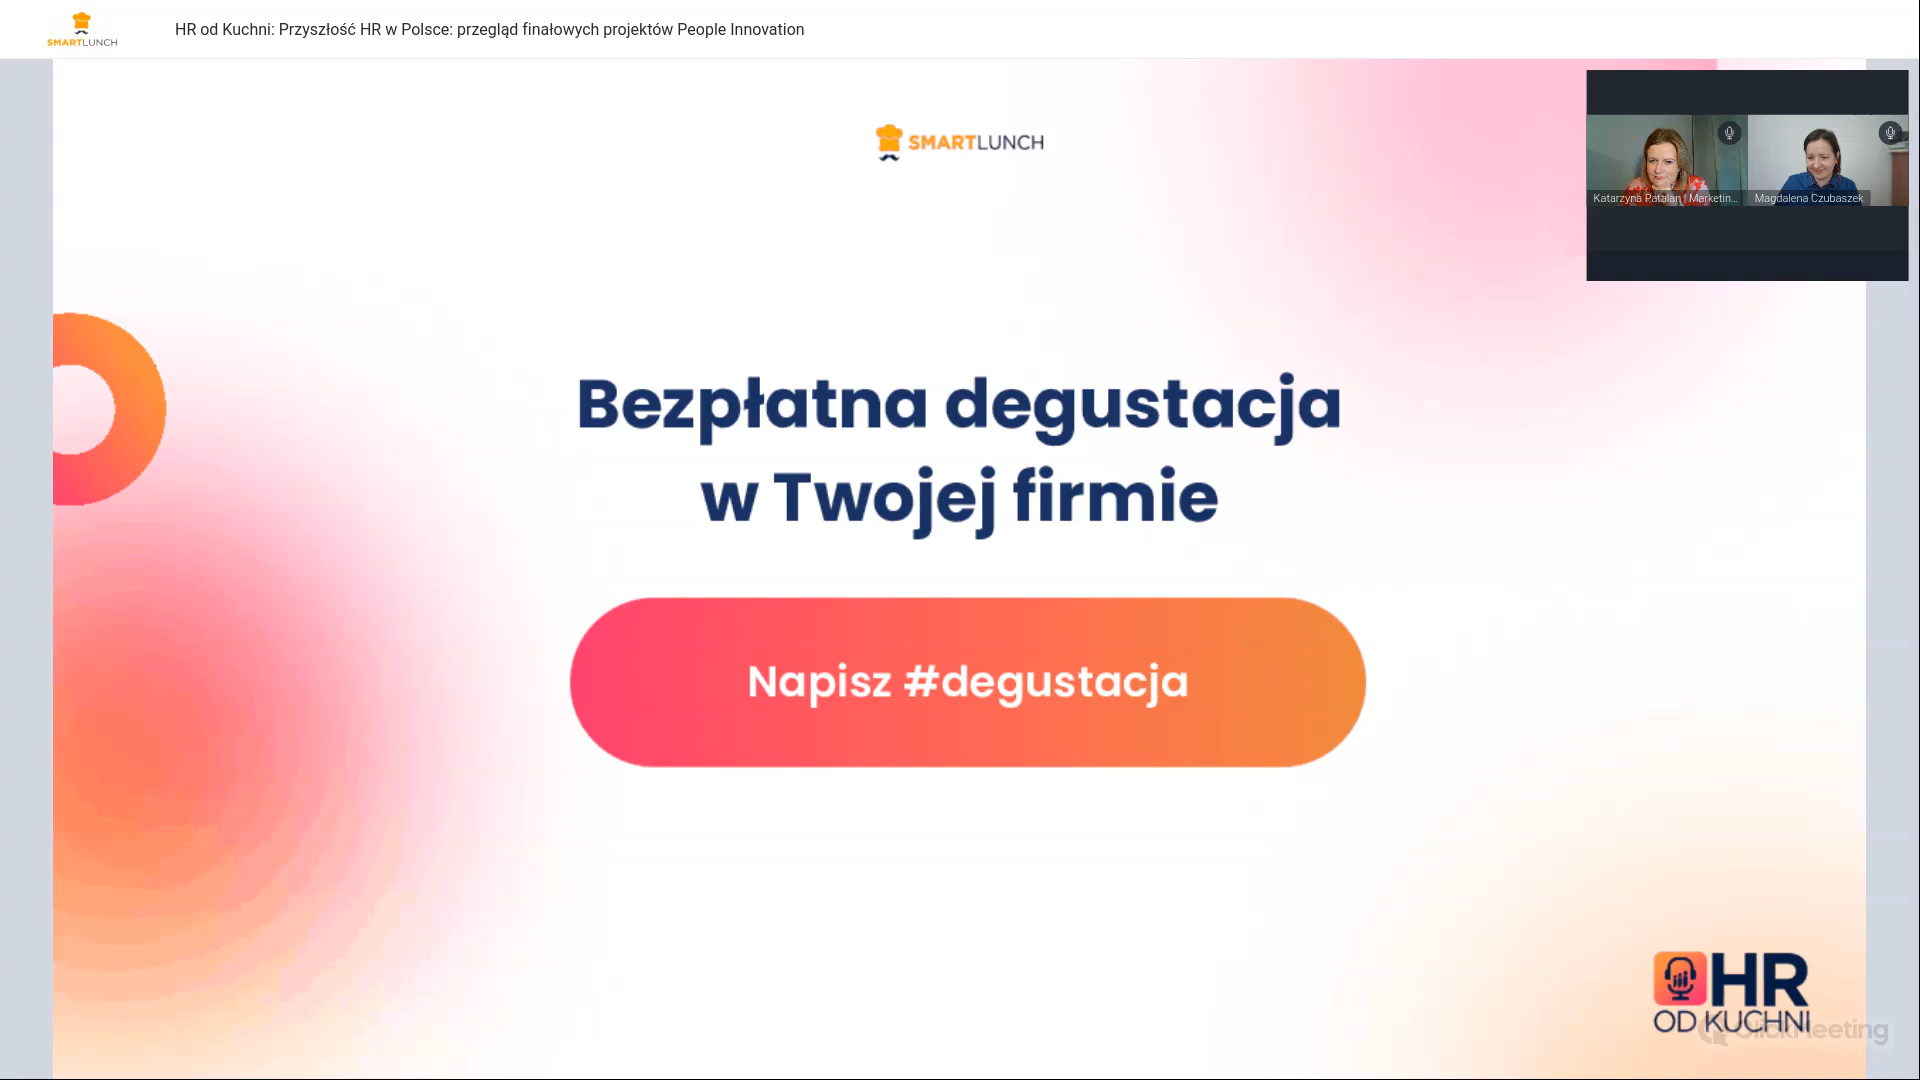 SMARTLUNCH
HR od Kuchni: Przyszłość HR w Polsce: przegląd finałowych projektów People Innovation
SMARTLUNCH
Katarzyna Patalan | Marketin...
Magdalena Czubaszek
Bezpłatna degustacja
w Twojej firmie
Napisz #degustacja
HR
OD KUCHNI
ClickMeeting